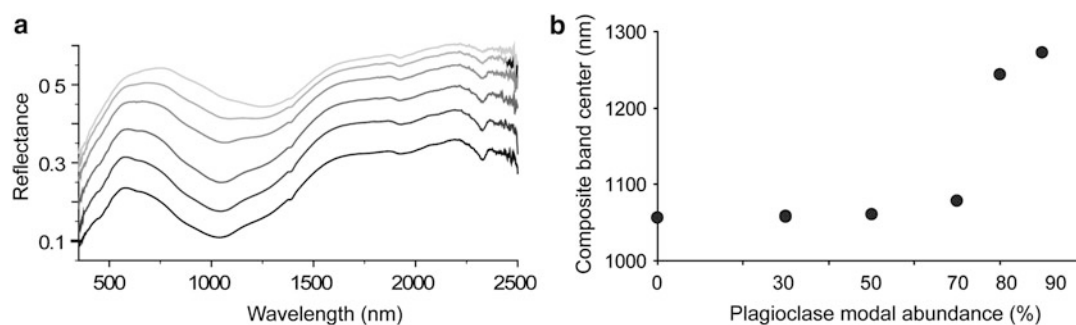 a
Reflectance
0 5
0.3
0.1
500 1000 1500 2000 2500
Wavelength (nm)
b
Composite band center (nm)
1300
1200
1100
1000
0 30 50 70 80 90
Plagioclase modal abundance (%)